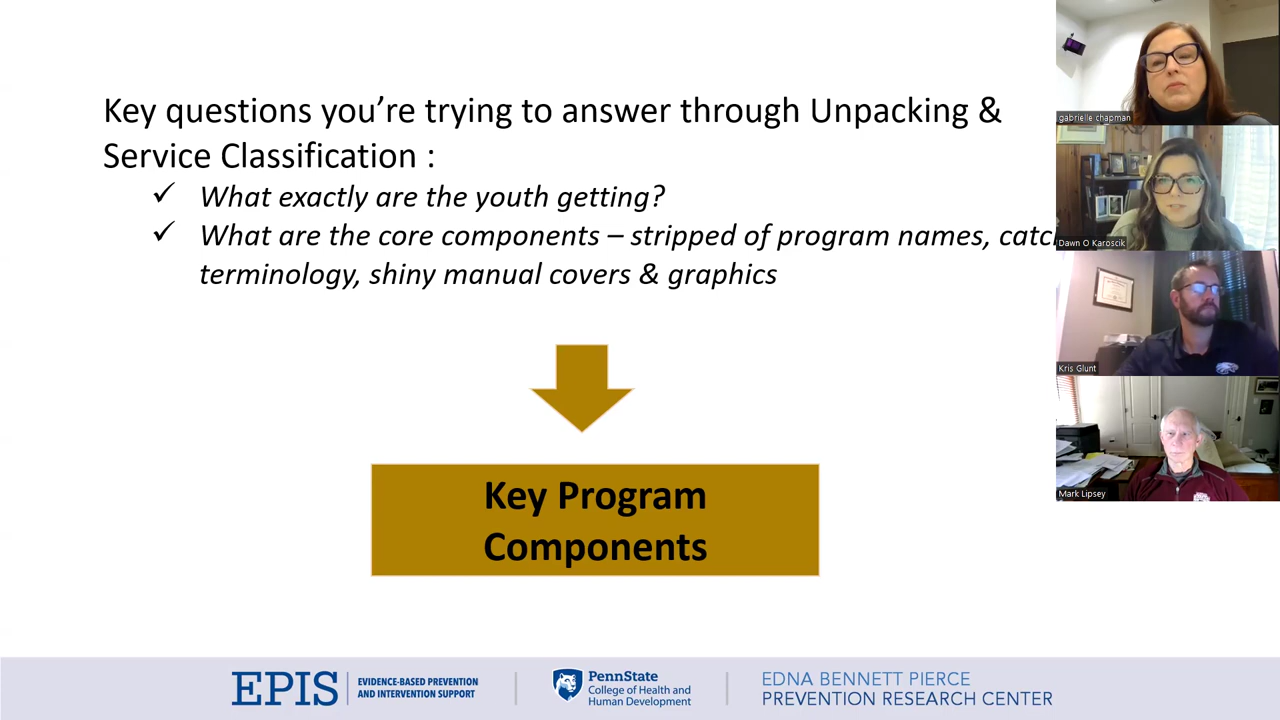 Key questions you're trying to answer through Unpacking &
Service Classification :
✓ What exactly are the youth getting?
✓ What are the core components – stripped of program names,
terminology, shiny manual covers & graphics
Key Program
Components
EPIS
EVIDENCE-BASED PREVENTION
AND INTERVENTION SUPPORT
PennState
College of Health and
Human Development
EDNA BENNETT PIERCE
PREVENTION RESEARCH CENTER
gabrielle chapman
Dawn O Karoscik
Kris Glunt
Mark Lipsey